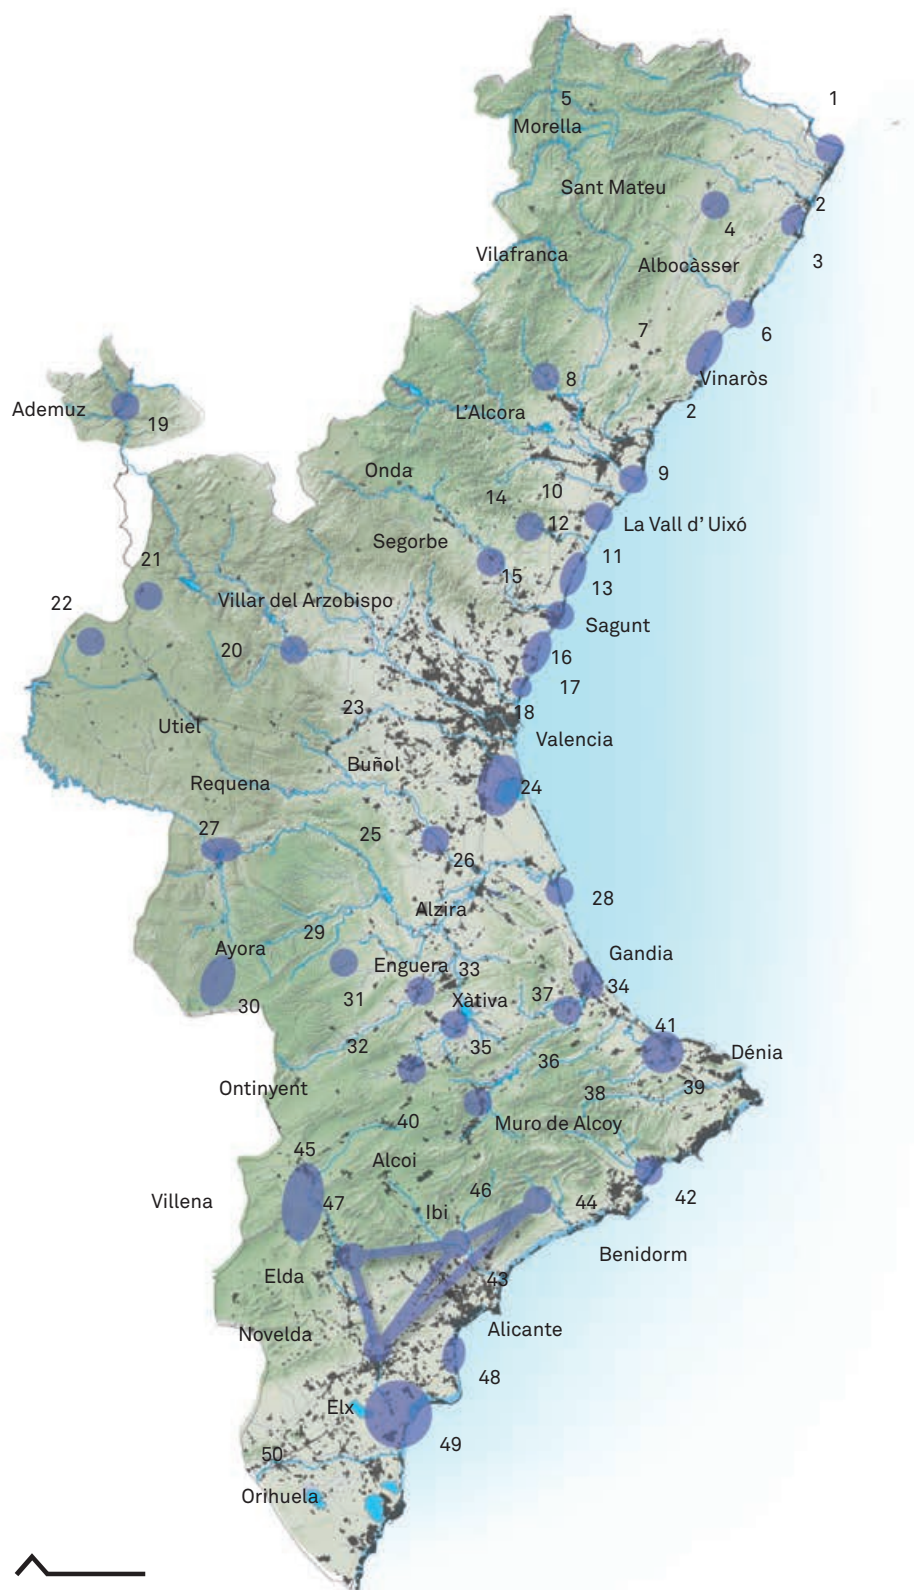 1
5
Morella
Sant Mateu
2
4
Vilafranca
Albocàsser
3
7
6
Vinaròs
8
Ademuz
L'Alcora
2
19
Onda
9
14
10
12
La Vall d' Uixó
Segorbe
21
11
15
13
22
Villar del Arzobispo
Sagunt
20
16
17
23
18
Utiel
Valencia
Buñol
Requena
24
27
25
26
28
Alzira
29
Ayora
Gandia
Enguera
33
30
31
Xàtiva
37
34
41
32
35
36
Dénia
Ontinyent
38
39
40
Muro de Alcoy
45
Alcoi
Villena
47
46
44
42
Ibi
Benidorm
Elda
43
Novelda
Alicante
48
Elx
49
50
Orihuela